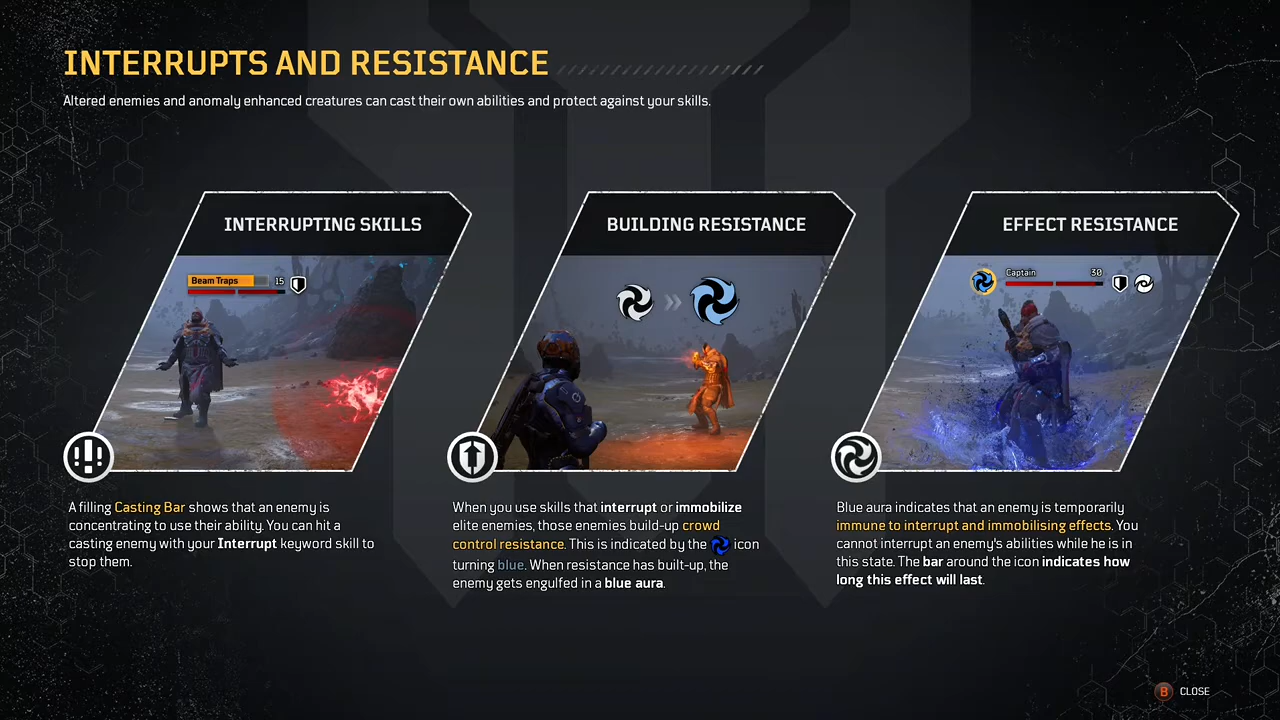 INTERRUPTS AND RESISTANCE
Altered enemies and anomaly enhanced creatures can cast their own abilities and protect against your skills.
INTERRUPTING SKILLS
Beam Traps 15
A filling Casting Bar shows that an enemy is
concentrating to use their ability. You can hit a
casting enemy with your Interrupt keyword skill to
stop them.
BUILDING RESISTANCE
When you use skills that interrupt or immobilize
elite enemies, those enemies build-up crowd
control resistance. This is indicated by the icon
turning blue. When resistance has built-up, the
enemy gets engulfed in a blue aura.
EFFECT RESISTANCE
Captain 30
Blue aura indicates that an enemy is temporarily
immune to interrupt and immobilising effects. You
cannot interrupt an enemy's abilities while he is in
this state. The bar around the icon indicates how
long this effect will last.
B CLOSE